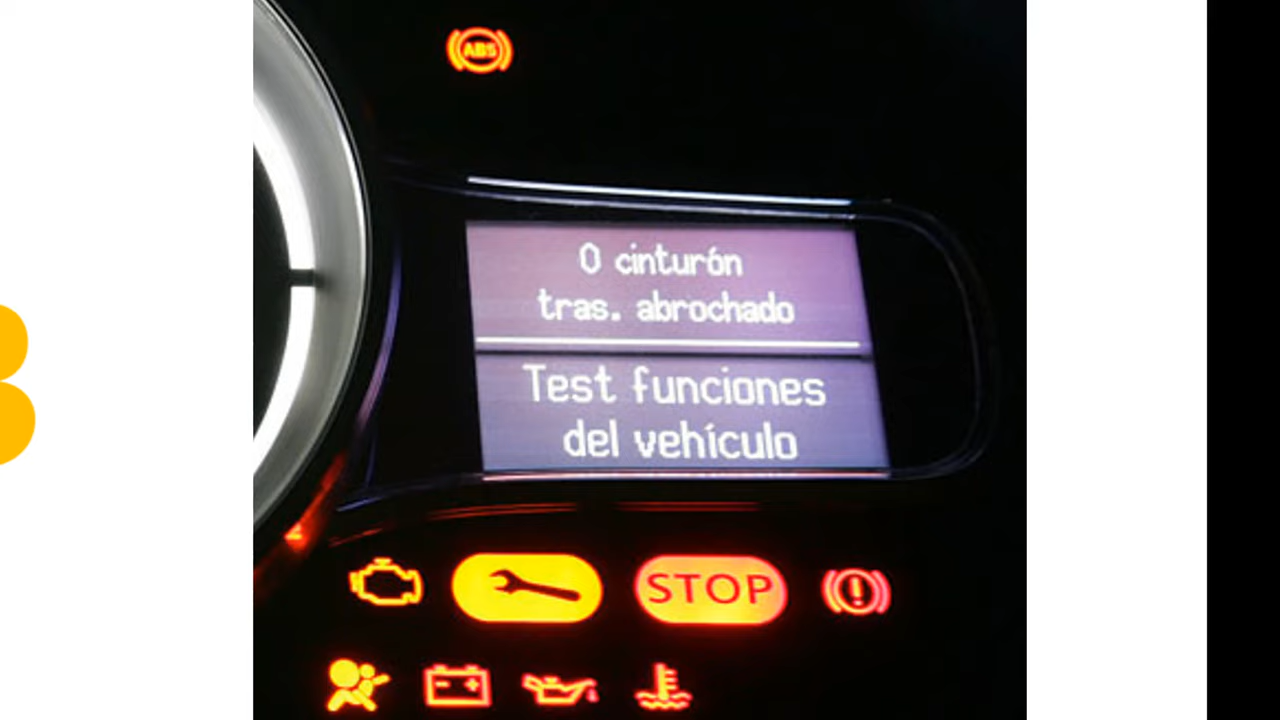 ABS
0 cinturón
tras. abrochado
Test funciones
del vehículo
STOP